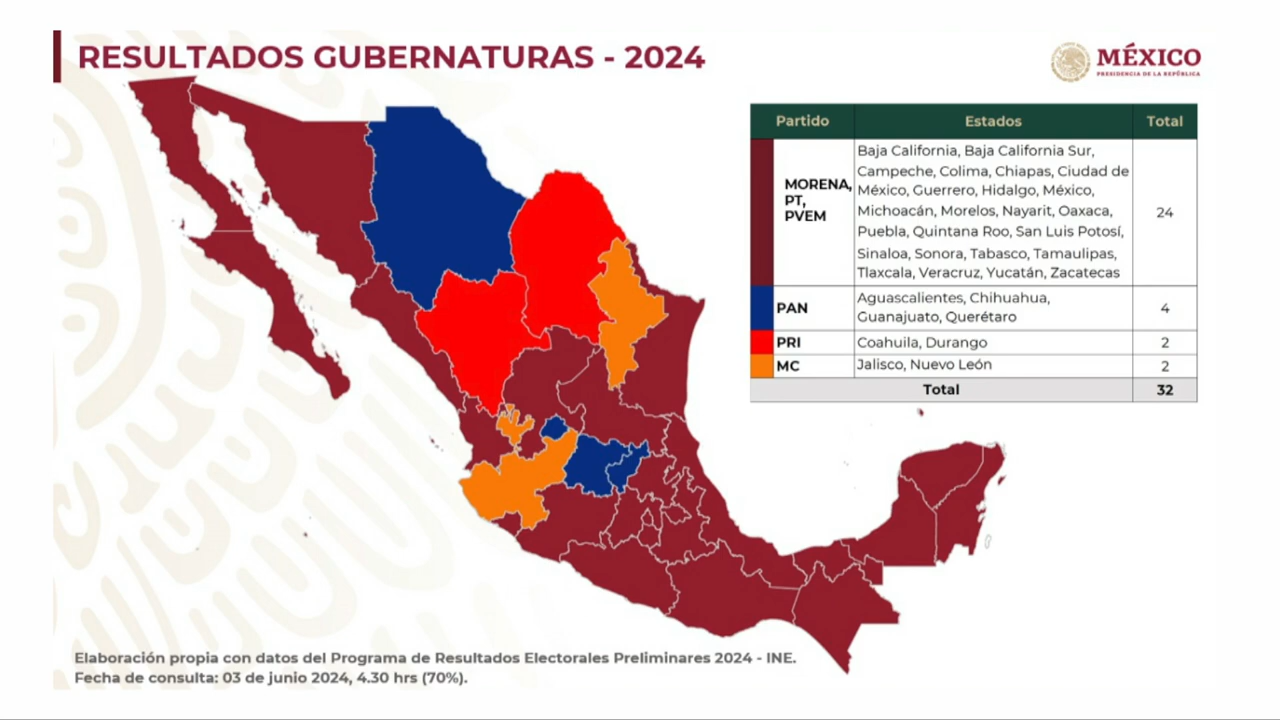 RESULTADOS GUBERNATURAS - 2024
MÉXICO
PRESIDENCIA DE LA REPÚBLICA
Partido Estados Total
MORENA, PT, PVEM
Baja California, Baja California Sur,
Campeche, Colima, Chiapas, Ciudad de
México, Guerrero, Hidalgo, México,
Michoacán, Morelos, Nayarit, Oaxaca,
Puebla, Quintana Roo, San Luis Potosí,
Sinaloa, Sonora, Tabasco, Tamaulipas,
Tlaxcala, Veracruz, Yucatán, Zacatecas
24
PAN
Aguascalientes, Chihuahua,
Guanajuato, Querétaro
4
PRI Coahuila, Durango 2
MC Jalisco, Nuevo León 2
Total 32
Elaboración propia con datos del Programa de Resultados Electorales Preliminares 2024 - INE.
Fecha de consulta: 03 de junio 2024, 4.30 hrs (70%).